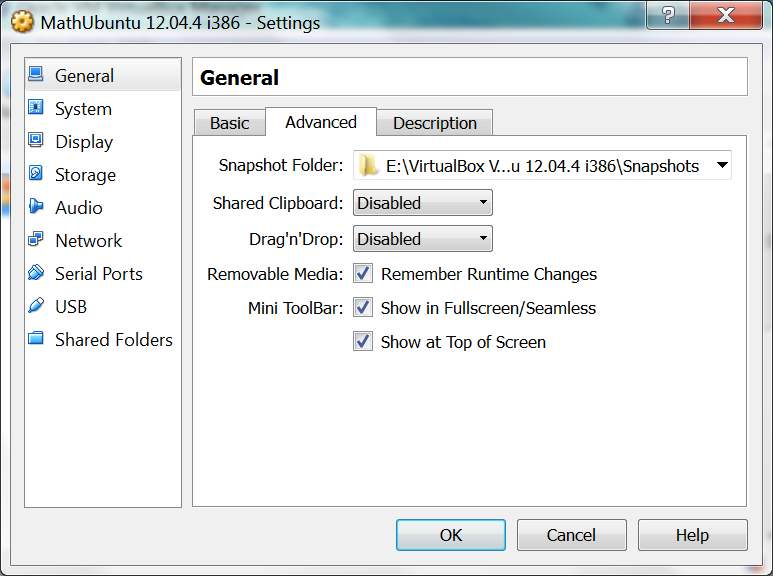 MathUbuntu 12.04.4 i386 - Settings
General
System
Display
Storage
Audio
Network
Serial Ports
USB
Shared Folders
General
Basic Advanced Description
Snapshot Folder: E:\VirtualBox V...u 12.04.4 i386\Snapshots
Shared Clipboard: Disabled
Drag'n'Drop: Disabled
Removable Media: Remember Runtime Changes
Mini ToolBar: Show in Fullscreen/Seamless
Show at Top of Screen
OK Cancel Help